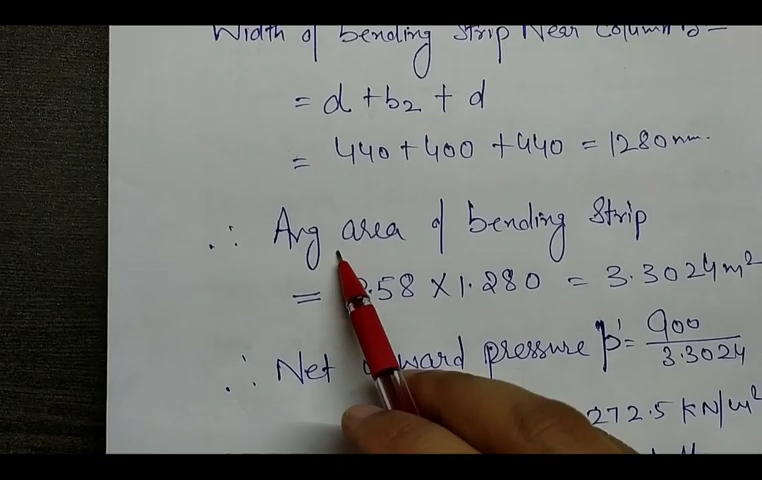 Width of bending strip Near column
= d + b2 + d
= 440 + 400 + 440 = 1280 mm.
∴ Avg area of bending Strip
= .58 × 1.280 = 3.3024 m²
∴ Net ward pressure p' = 900 / 3.3024
272.5 KN/m²